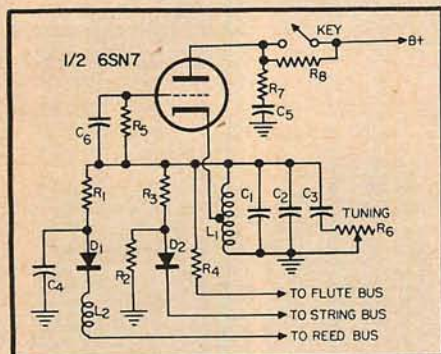 1/2 6SN7
KEY
B+
R8
R7
C5
C6
R5
R1
R3
C1
C2
C3
TUNING
R6
L1
D1
D2
R2
R4
C4
L2
TO FLUTE BUS
TO STRING BUS
TO REED BUS